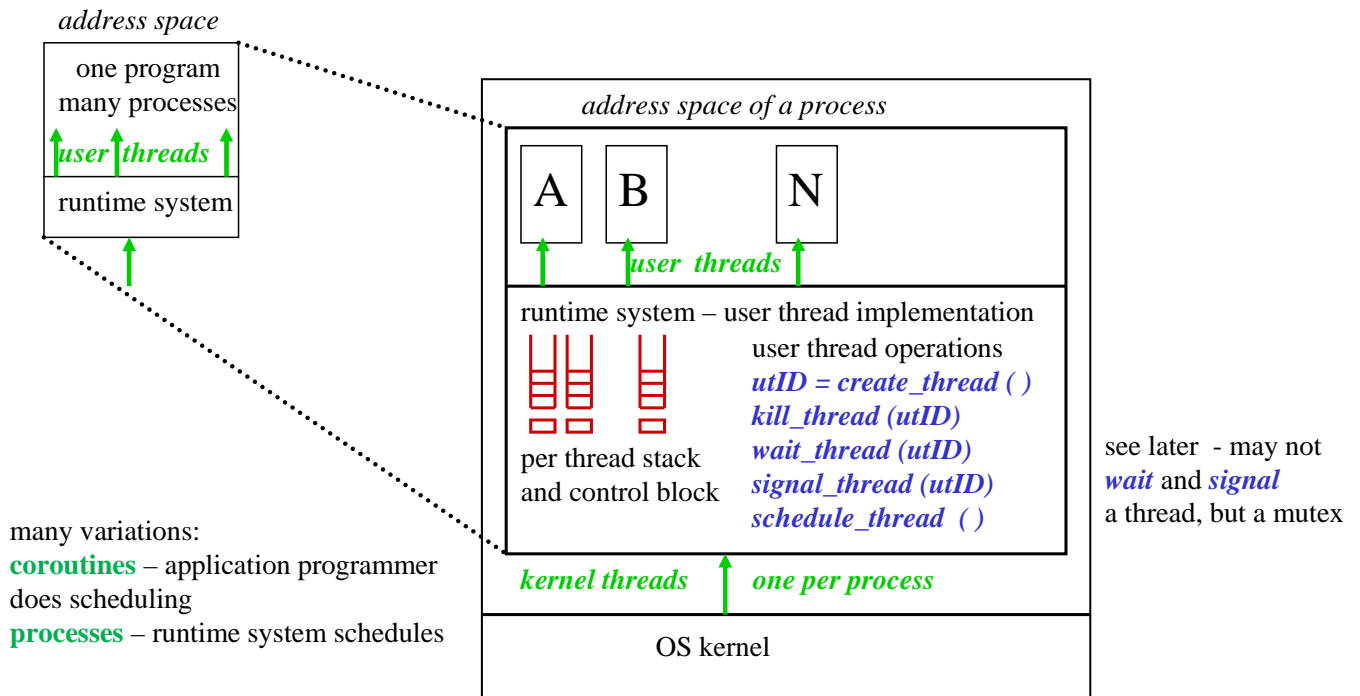 address space
one program
many processes
user threads
runtime system
address space of a process
A B N
user threads
runtime system – user thread implementation
per thread stack
and control block
user thread operations
utID = create_thread ( )
kill_thread (utID)
wait_thread (utID)
signal_thread (utID)
schedule_thread ( )
kernel threads one per process
OS kernel
see later - may not
wait and signal
a thread, but a mutex
many variations:
coroutines – application programmer
does scheduling
processes – runtime system schedules